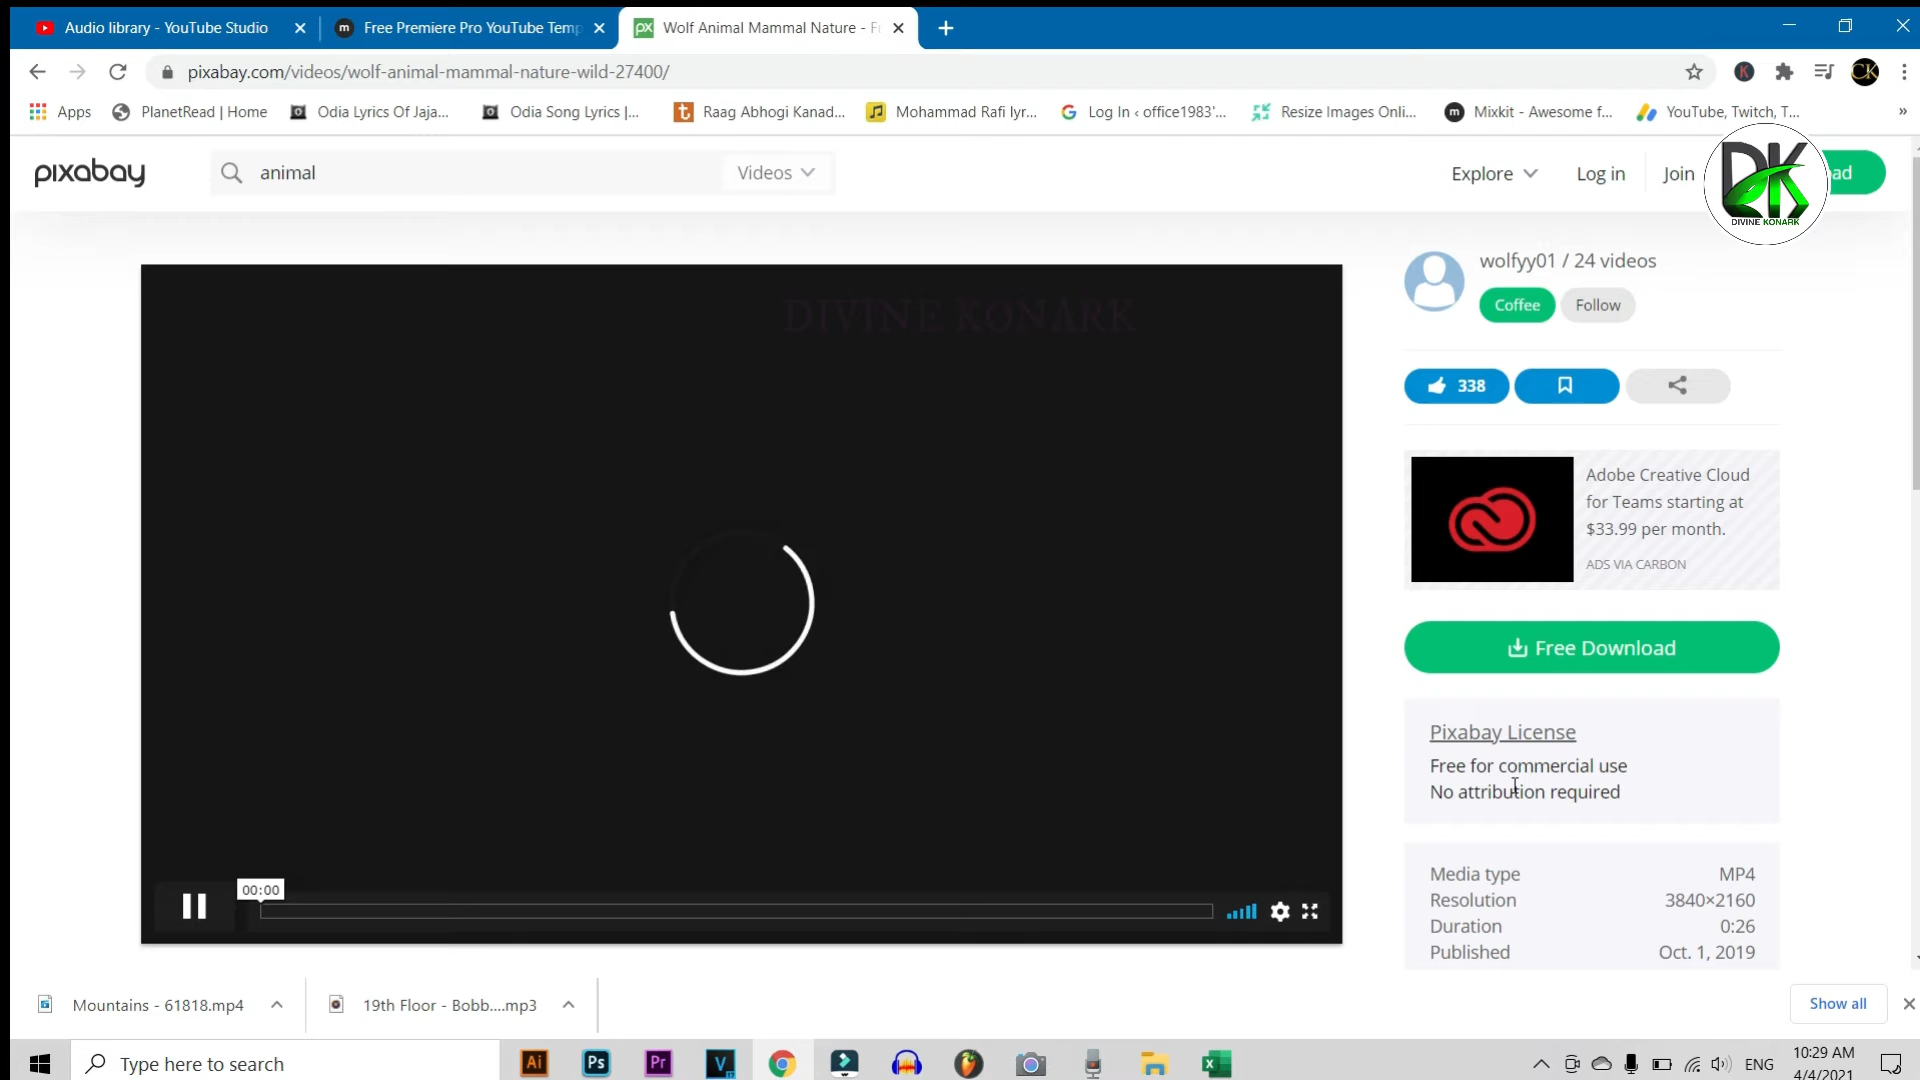 Audio library - YouTube Studio
Free Premiere Pro YouTube Temp
Wolf Animal Mammal Nature - F
pixabay.com/videos/wolf-animal-mammal-nature-wild-27400/
K
CK
Apps
PlanetRead | Home
Odia Lyrics Of Jaja...
Odia Song Lyrics |...
Raag Abhogi Kanad...
Mohammad Rafi lyr...
Log In ‹ office1983'...
Resize Images Onli...
Mixkit - Awesome f...
YouTube, Twitch, T...
»
pixabay
animal
Videos
Explore
Log in
Join
ad
DK
DIVINE KONARK
wolfyy01 / 24 videos
Coffee
Follow
DIVINE KONARK
338
Adobe Creative Cloud
for Teams starting at
$33.99 per month.
ADS VIA CARBON
Free Download
Pixabay License
Free for commercial use
No attribution required
00:00
Media type MP4
Resolution 3840×2160
Duration 0:26
Published Oct. 1, 2019
Mountains - 61818.mp4
19th Floor - Bobb....mp3
Show all
Type here to search
Ai
Ps
Pr
V
ENG
10:29 AM
4/4/2021